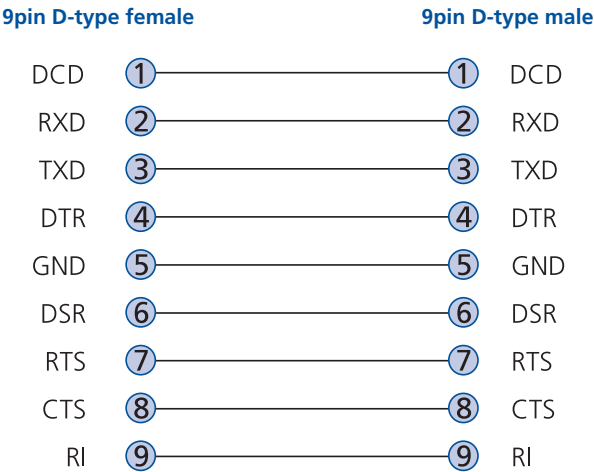 9pin D-type female 9pin D-type male
DCD 1 1 DCD
RXD 2 2 RXD
TXD 3 3 TXD
DTR 4 4 DTR
GND 5 5 GND
DSR 6 6 DSR
RTS 7 7 RTS
CTS 8 8 CTS
RI 9 9 RI